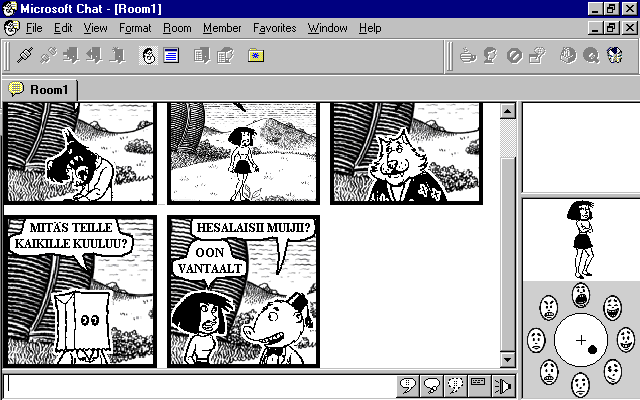 Microsoft Chat - [Room1]
File Edit View Format Room Member Favorites Window Help
Room1
MITÄS TEILLE
KAIKILLE KUULUU?
HESALAISII MUIJII?
OON
VANTAALT